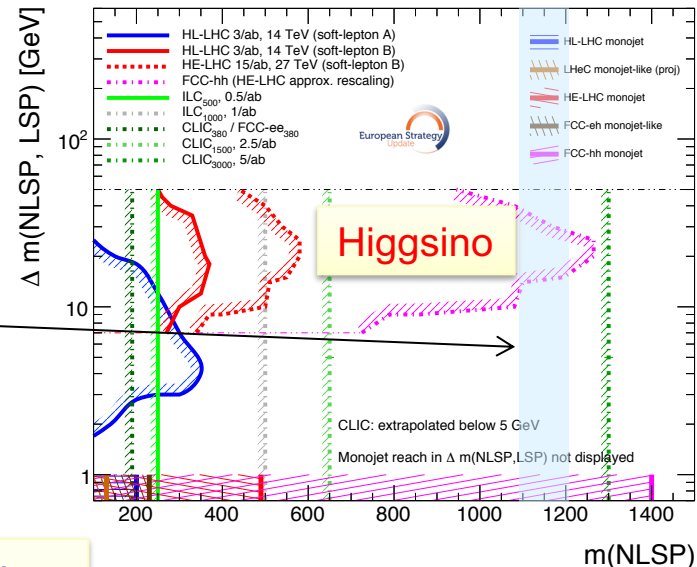 Δ m(NLSP, LSP) [GeV]
10²
10
1
HL-LHC 3/ab, 14 TeV (soft-lepton A)
HL-LHC 3/ab, 14 TeV (soft-lepton B)
HE-LHC 15/ab, 27 TeV (soft-lepton B)
FCC-hh (HE-LHC approx. rescaling)
ILC₅₀₀, 0.5/ab
ILC₁₀₀₀, 1/ab
CLIC₃₈₀ / FCC-ee₃₈₀
CLIC₁₅₀₀, 2.5/ab
CLIC₃₀₀₀, 5/ab
European Strategy
Update
HL-LHC monojet
LHeC monojet-like (proj)
HE-LHC monojet
FCC-eh monojet-like
FCC-hh monojet
Higgsino
CLIC: extrapolated below 5 GeV
Monojet reach in Δ m(NLSP,LSP) not displayed
200 400 600 800 1000 1200 1400
m(NLSP)